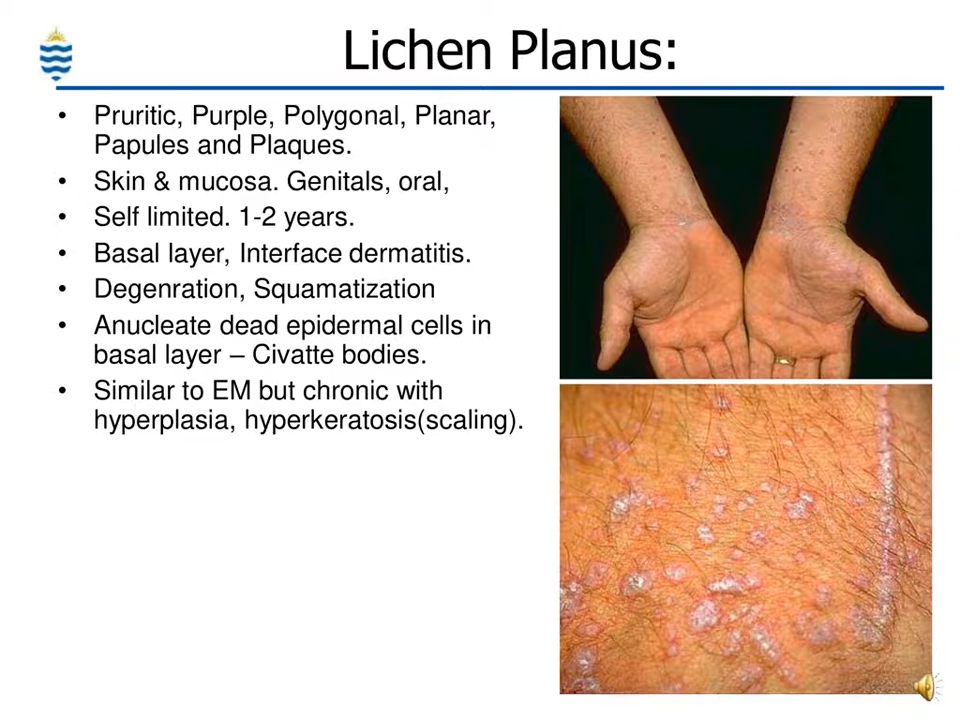 Lichen Planus:
• Pruritic, Purple, Polygonal, Planar,
Papules and Plaques.
• Skin & mucosa. Genitals, oral,
• Self limited. 1-2 years.
• Basal layer, Interface dermatitis.
• Degenration, Squamatization
• Anucleate dead epidermal cells in
basal layer – Civatte bodies.
• Similar to EM but chronic with
hyperplasia, hyperkeratosis(scaling).